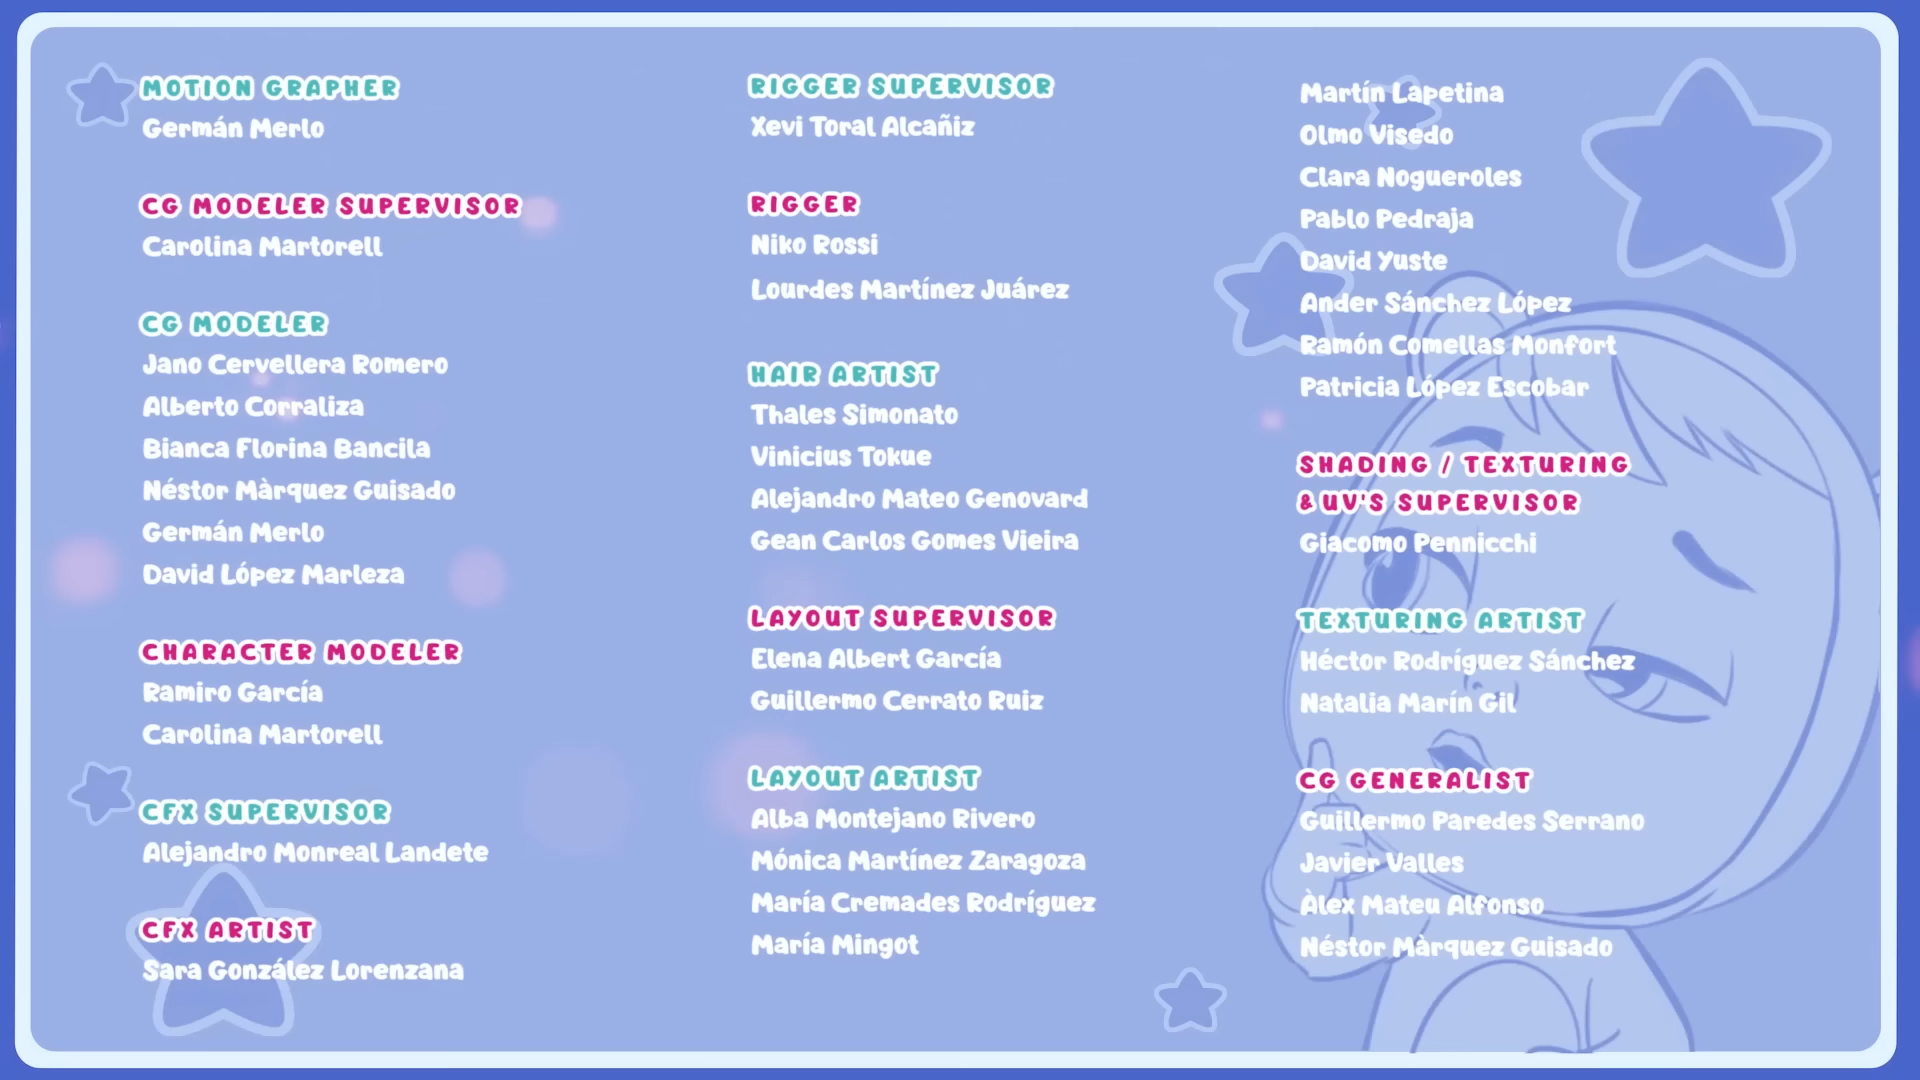 MOTION GRAPHER
Germán Merlo
CG MODELER SUPERVISOR
Carolina Martorell
CG MODELER
Jano Cervellera Romero
Alberto Corraliza
Bianca Florina Bancila
Néstor Màrquez Guisado
Germán Merlo
David López Marleza
CHARACTER MODELER
Ramiro García
Carolina Martorell
CFX SUPERVISOR
Alejandro Monreal Landete
CFX ARTIST
Sara González Lorenzana
RIGGER SUPERVISOR
Xevi Toral Alcañiz
RIGGER
Niko Rossi
Lourdes Martínez Juárez
HAIR ARTIST
Thales Simonato
Vinicius Tokue
Alejandro Mateo Genovard
Gean Carlos Gomes Vieira
LAYOUT SUPERVISOR
Elena Albert García
Guillermo Cerrato Ruiz
LAYOUT ARTIST
Alba Montejano Rivero
Mónica Martínez Zaragoza
María Cremades Rodríguez
María Mingot
Martín Lapetina
Olmo Visedo
Clara Nogueroles
Pablo Pedraja
David Yuste
Ander Sánchez López
Ramón Comellas Monfort
Patricia López Escobar
SHADING / TEXTURING
& UV'S SUPERVISOR
Giacomo Pennicchi
TEXTURING ARTIST
Héctor Rodríguez Sánchez
Natalia Marín Gil
CG GENERALIST
Guillermo Paredes Serrano
Javier Valles
Àlex Mateu Alfonso
Néstor Màrquez Guisado